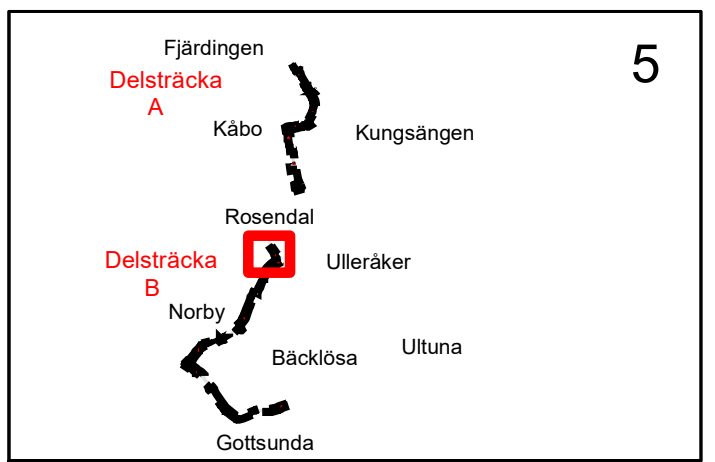 Fjärdingen
5
Delsträcka
A
Kåbo
Kungsängen
Rosendal
Delsträcka
B
Ulleråker
Norby
Ultuna
Bäcklösa
Gottsunda